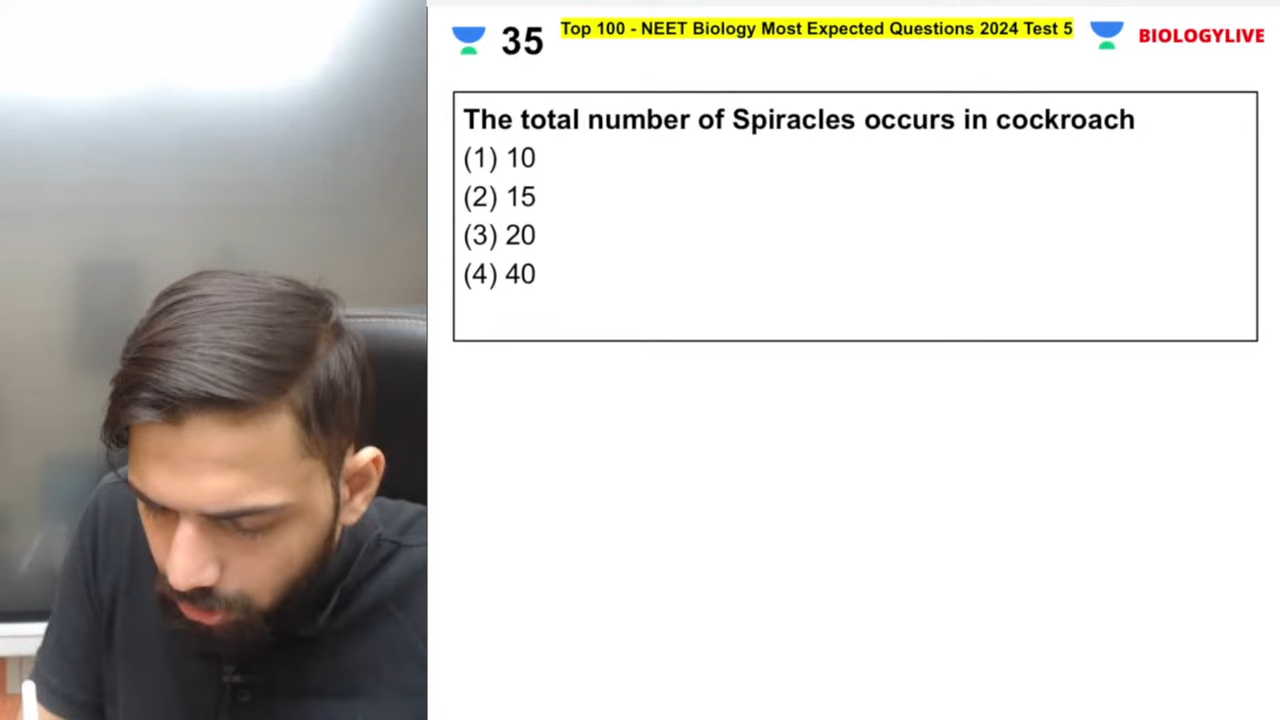 35
Top 100 - NEET Biology Most Expected Questions 2024 Test 5
BIOLOGYLIVE
The total number of Spiracles occurs in cockroach
(1) 10
(2) 15
(3) 20
(4) 40